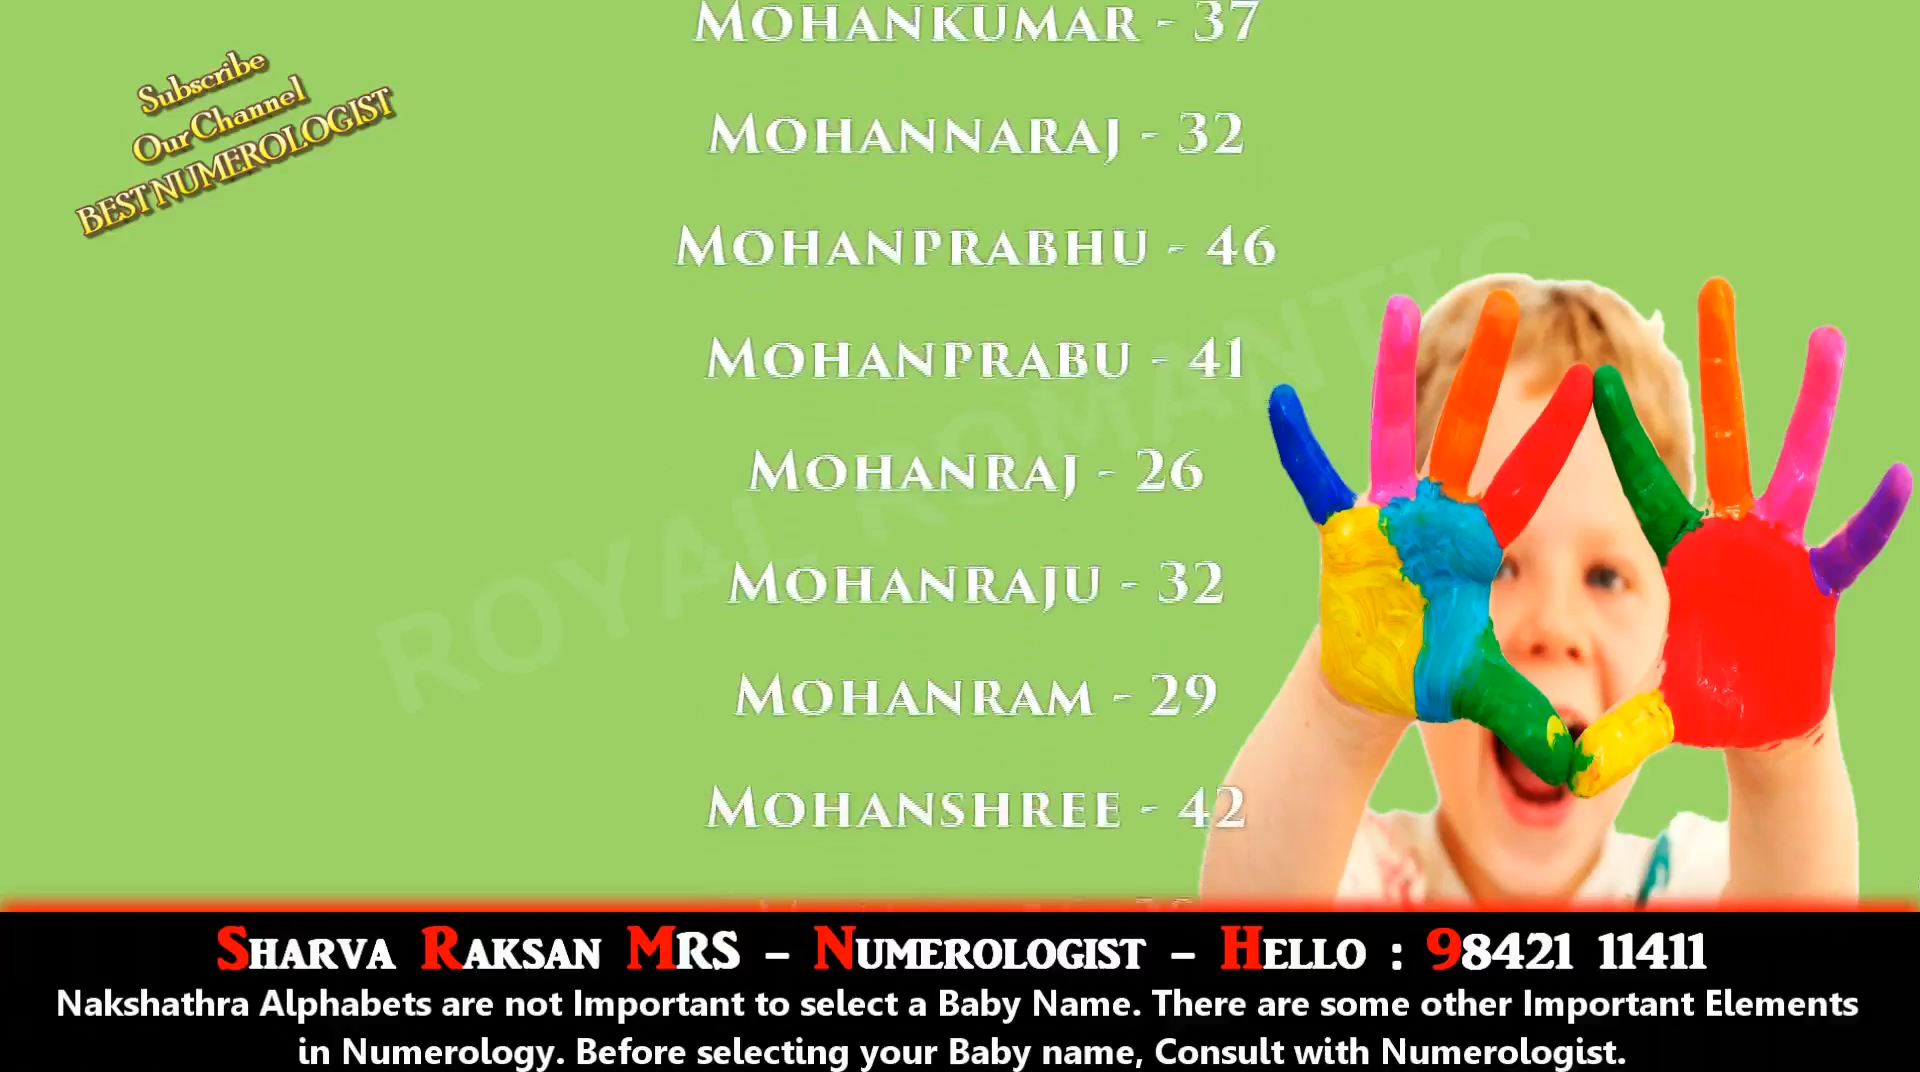 Mohankumar - 37
Subscribe
Our Channel
BEST NUMEROLOGIST
Mohannaraj - 32
Mohanprabhu - 46
Mohanprabu - 41
Mohanraj - 26
Mohanraju - 32
Mohanram - 29
Mohanshree - 42
ROYAL ROMANTIC
Sharva Raksan MRS – Numerologist – Hello : 98421 11411
Nakshathra Alphabets are not Important to select a Baby Name. There are some other Important Elements
in Numerology. Before selecting your Baby name, Consult with Numerologist.